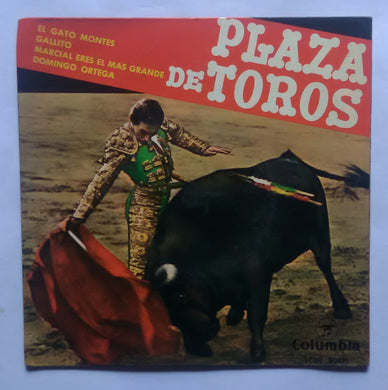 EL GATO MONTES
GALLITO
MARCIAL ERES EL MAS GRANDE
DOMINGO ORTEGA
PLAZA
DE TOROS
Columbia